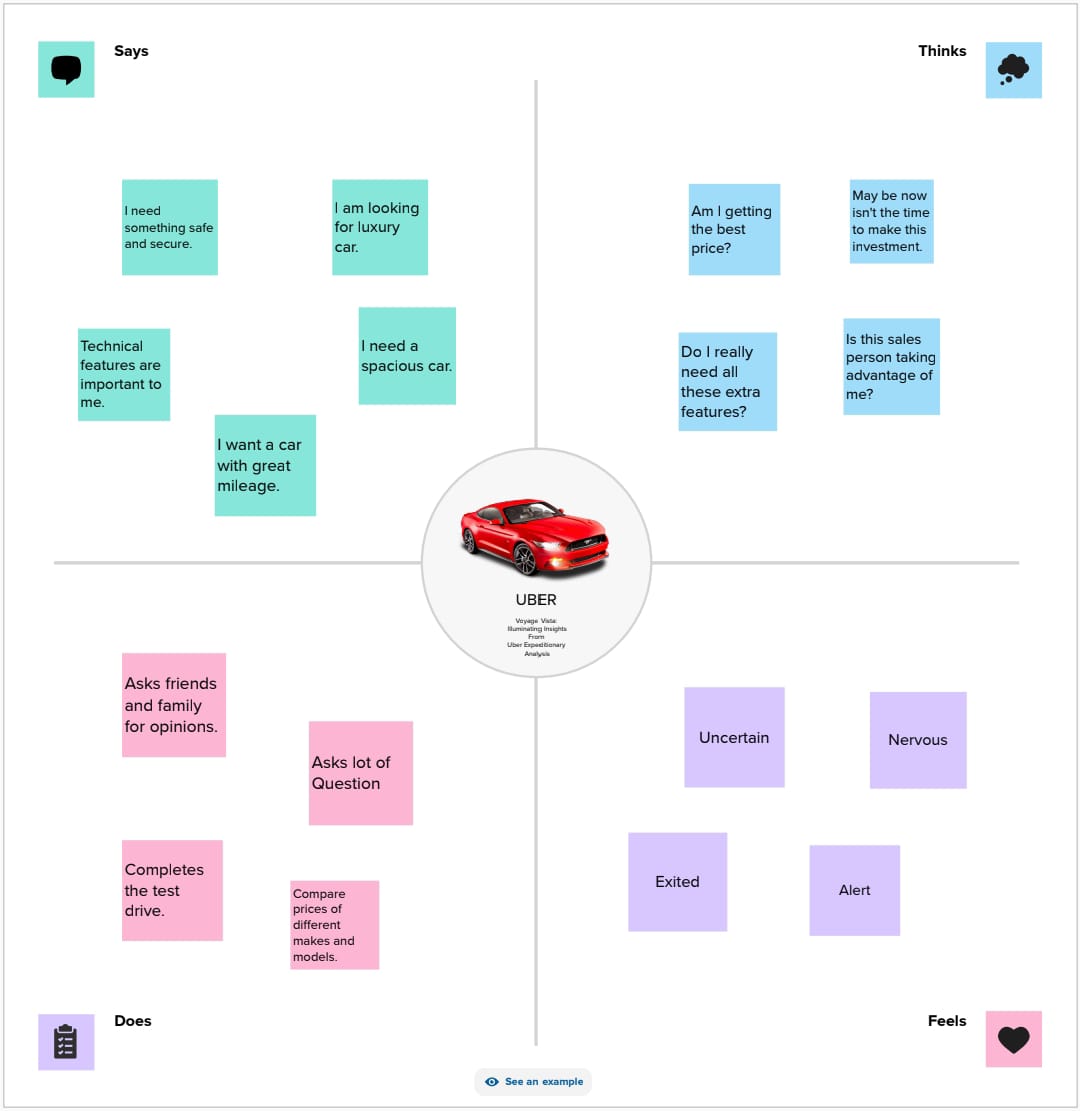 Says
Thinks
I need
something safe
and secure.
I am looking
for luxury
car.
Technical
features are
important to
me.
I need a
spacious car.
I want a car
with great
mileage.
Am I getting
the best
price?
May be now
isn't the time
to make this
investment.
Do I really
need all
these extra
features?
Is this sales
person taking
advantage of
me?
UBER
Voyage Vista:
Illuminating Insights
From
Uber Expeditionary
Analysis
Asks friends
and family
for opinions.
Asks lot of
Question
Completes
the test
drive.
Compare
prices of
different
makes and
models.
Uncertain
Nervous
Exited
Alert
Does
Feels
See an example